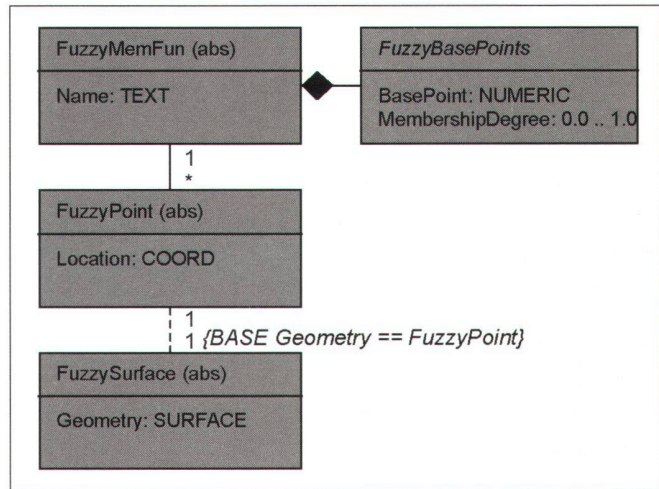 FuzzyMemFun (abs)
Name: TEXT
FuzzyBasePoints
BasePoint: NUMERIC
MembershipDegree: 0.0 .. 1.0
1
*
FuzzyPoint (abs)
Location: COORD
1
1 {BASE Geometry == FuzzyPoint}
FuzzySurface (abs)
Geometry: SURFACE